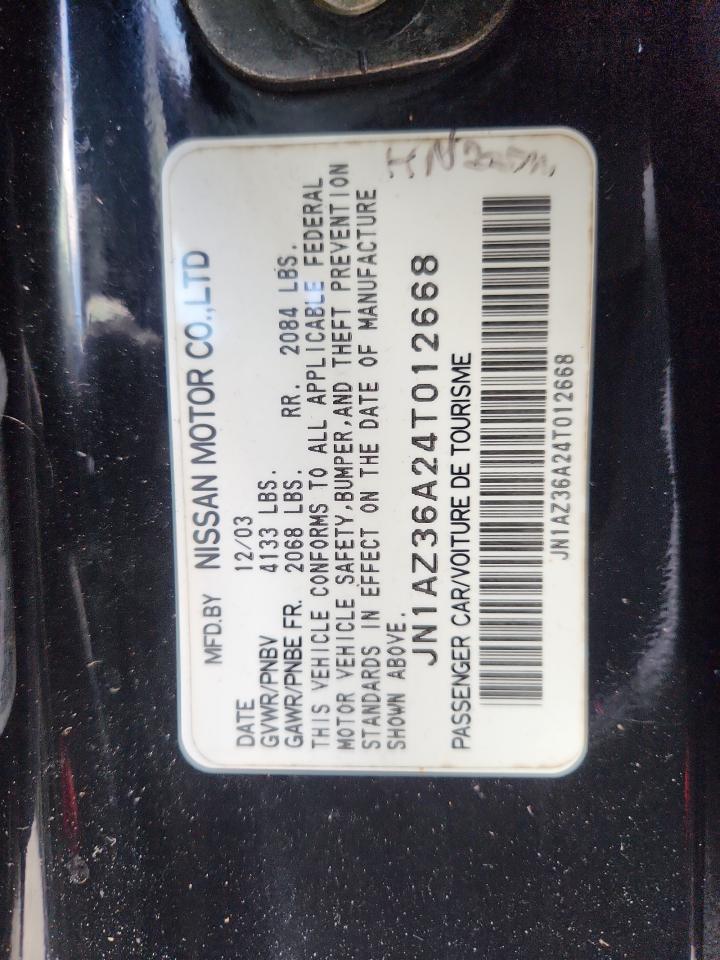 MFD.BY NISSAN MOTOR CO.,LTD
DATE 12/03
GVWR/PNBV 4133 LBS.
GAWR/PNBE FR. 2068 LBS. RR. 2084 LBS.
THIS VEHICLE CONFORMS TO ALL APPLICABLE FEDERAL
MOTOR VEHICLE SAFETY,BUMPER,AND THEFT PREVENTION
STANDARDS IN EFFECT ON THE DATE OF MANUFACTURE
SHOWN ABOVE.
JN1AZ36A24T012668
PASSENGER CAR/VOITURE DE TOURISME
JN1AZ36A24T012668